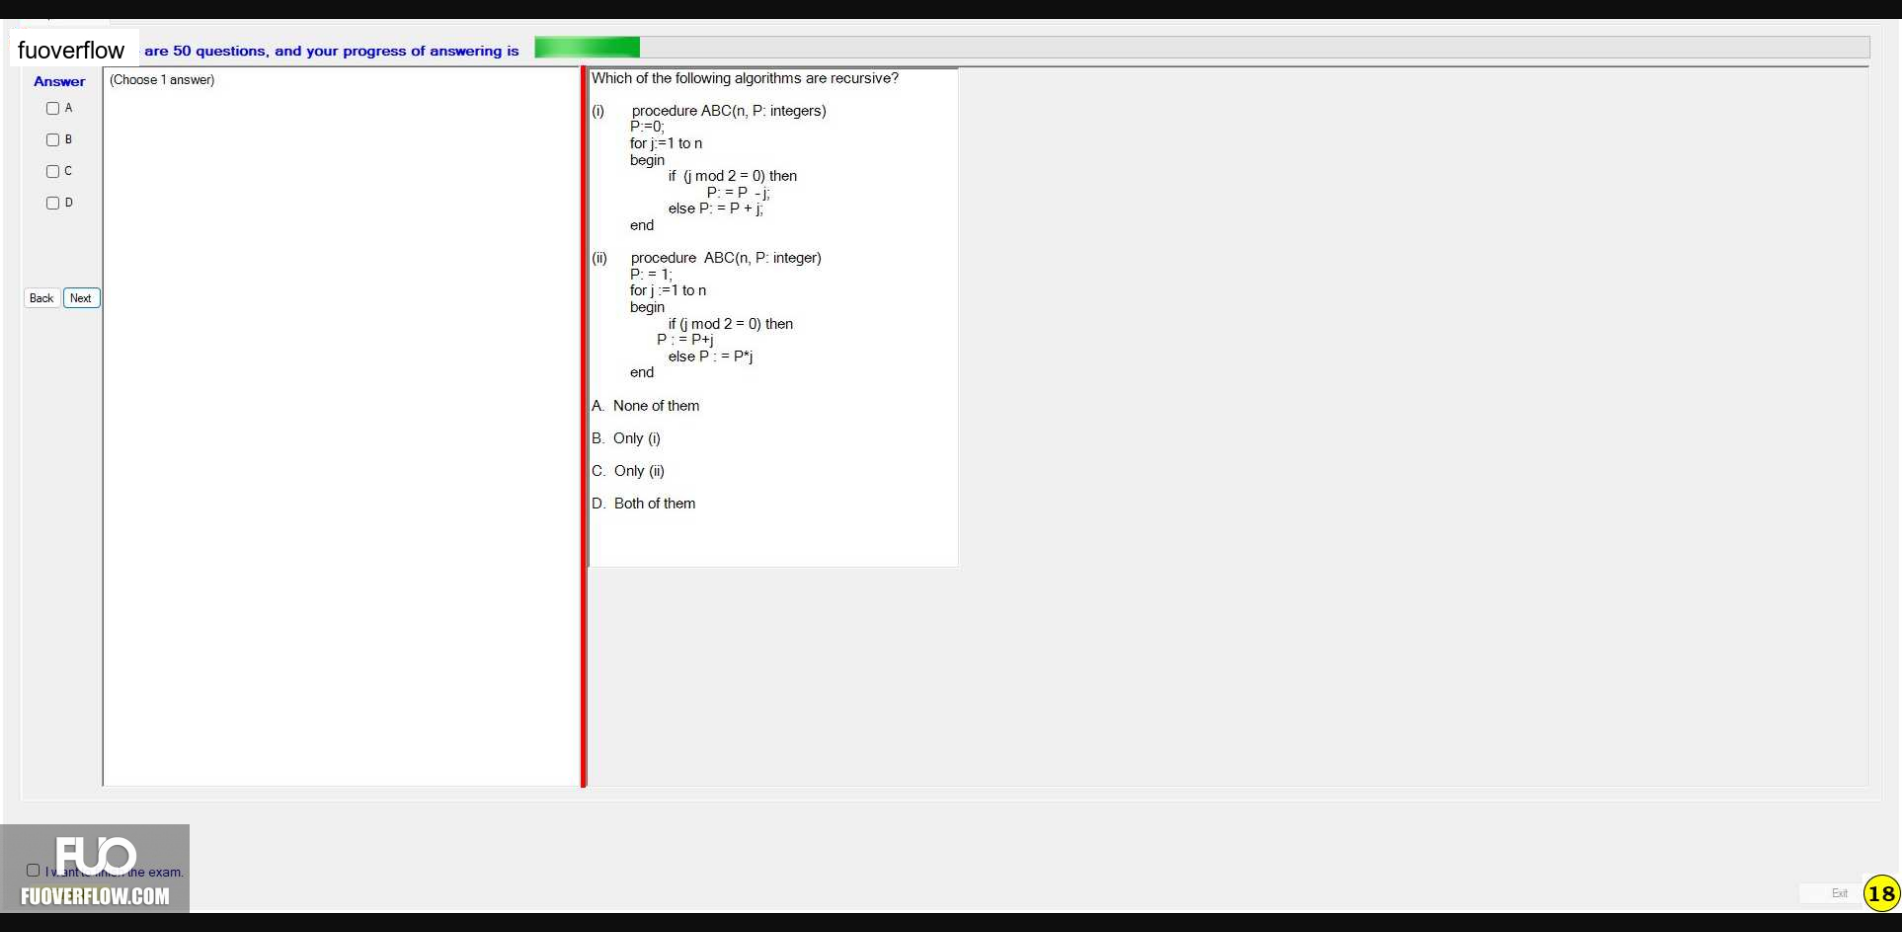 fuoverflow are 50 questions, and your progress of answering is
Answer
(Choose 1 answer)
A
B
C
D
Back Next
Which of the following algorithms are recursive?
(i) procedure ABC(n, P: integers)
P:=0;
for j:=1 to n
begin
if (j mod 2 = 0) then
P: = P - j;
else P: = P + j;
end
(ii) procedure ABC(n, P: integer)
P: = 1;
for j :=1 to n
begin
if (j mod 2 = 0) then
P : = P+j
else P : = P*j
end
A. None of them
B. Only (i)
C. Only (ii)
D. Both of them
FUO
I want to finish the exam.
FUOVERFLOW.COM
Exit
18